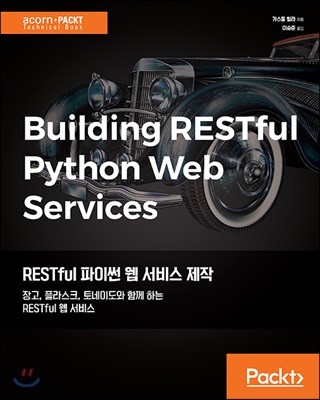 acorn+PACKT
Technical Book
가스톤 힐라 지음
이승준 옮김
Building RESTful
Python Web
Services
RESTful 파이썬 웹 서비스 제작
장고, 플라스크, 토네이도와 함께 하는
RESTful 웹 서비스
Packt>